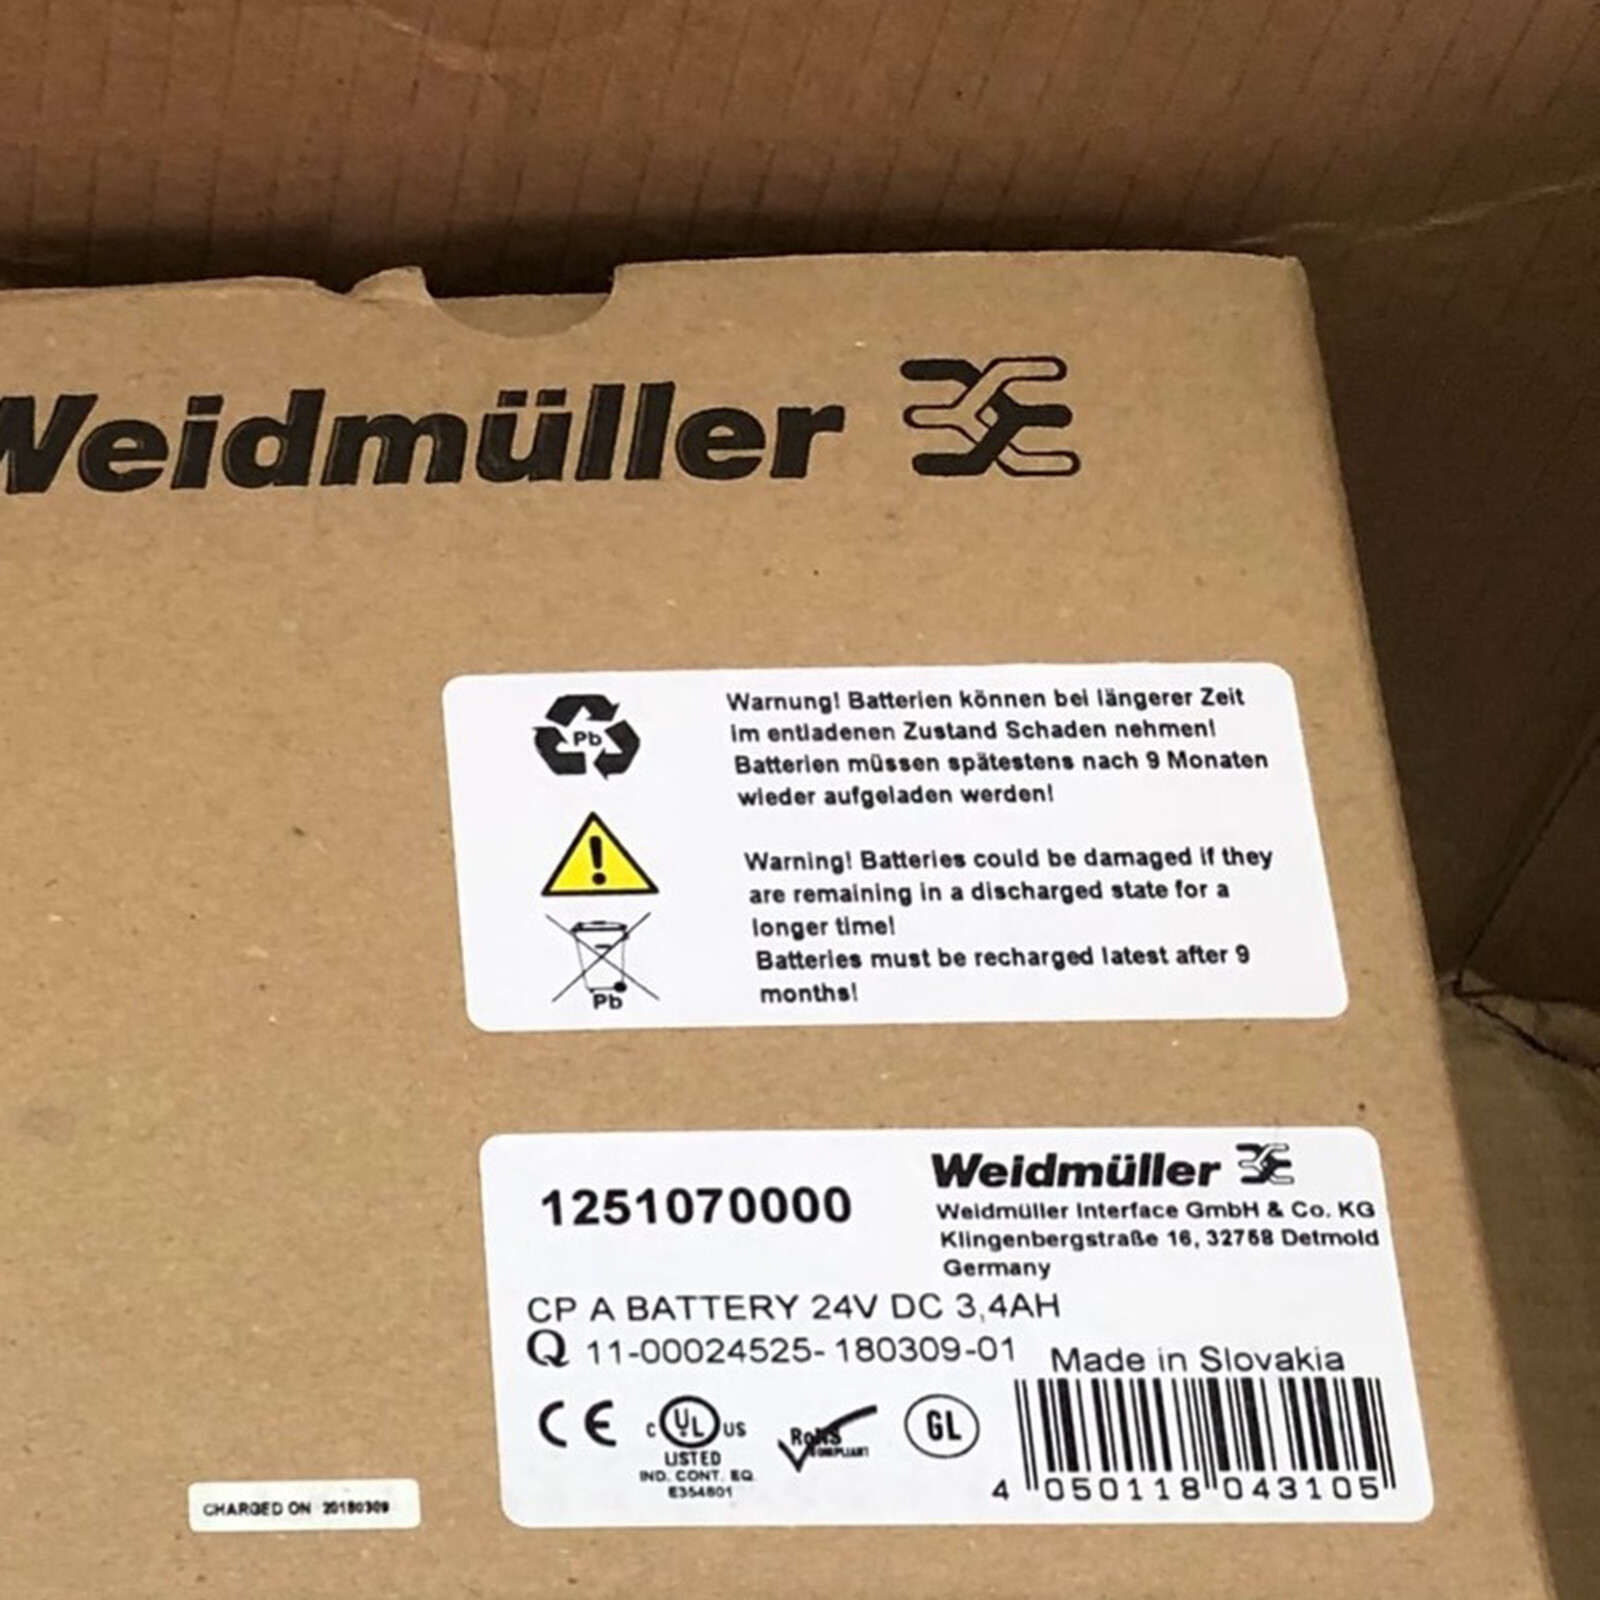 Weidmüller
Pb
Warnung! Batterien können bei längerer Zeit
im entladenen Zustand Schaden nehmen!
Batterien müssen spätestens nach 9 Monaten
wieder aufgeladen werden!
Warning! Batteries could be damaged if they
are remaining in a discharged state for a
longer time!
Batteries must be recharged latest after 9
months!
Pb
1251070000
Weidmüller
Weidmüller Interface GmbH & Co. KG
Klingenbergstraße 16, 32758 Detmold
Germany
CP A BATTERY 24V DC 3,4AH
Q 11-00024525-180309-01
Made in Slovakia
CE
C UL US
LISTED
IND. CONT. EQ.
E354801
RoHS
COMPLIANT
GL
4 050118 043105
CHARGED ON 20180309